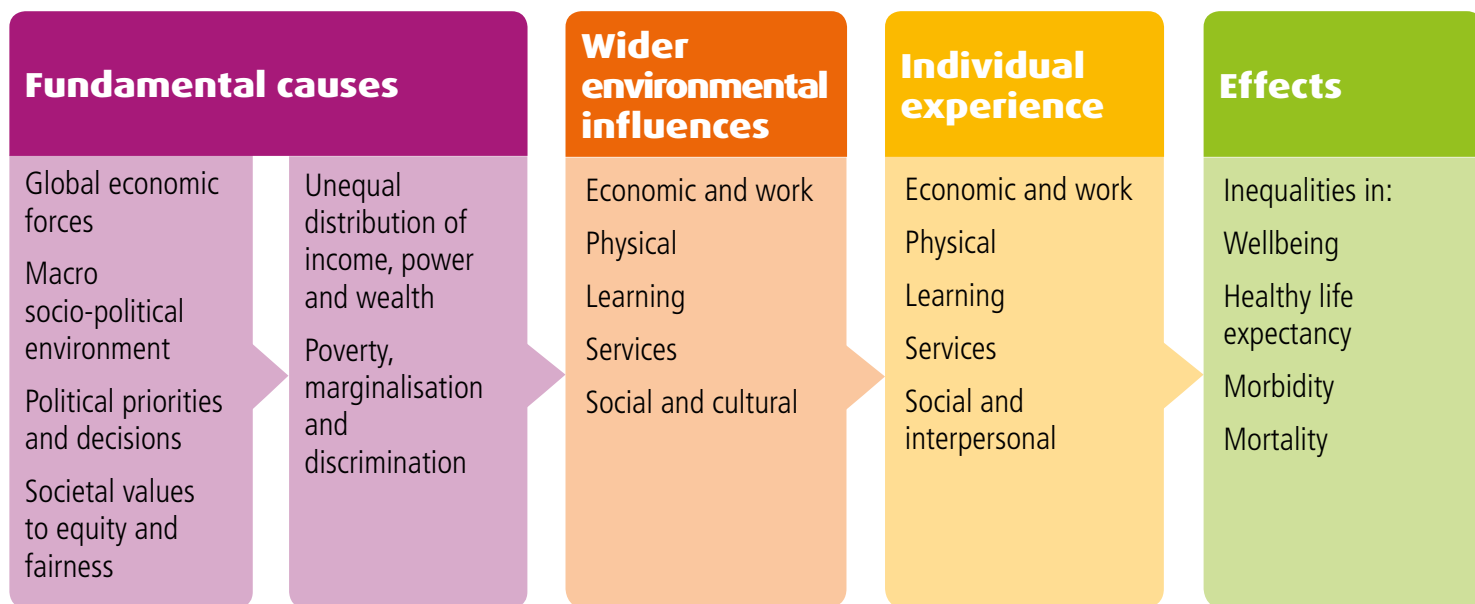 Fundamental causes
Global economic
forces
Macro
socio-political
environment
Political priorities
and decisions
Societal values
to equity and
fairness
Unequal
distribution of
income, power
and wealth
Poverty,
marginalisation
and
discrimination
Wider
environmental
influences
Economic and work
Physical
Learning
Services
Social and cultural
Individual
experience
Economic and work
Physical
Learning
Services
Social and
interpersonal
Effects
Inequalities in:
Wellbeing
Healthy life
expectancy
Morbidity
Mortality